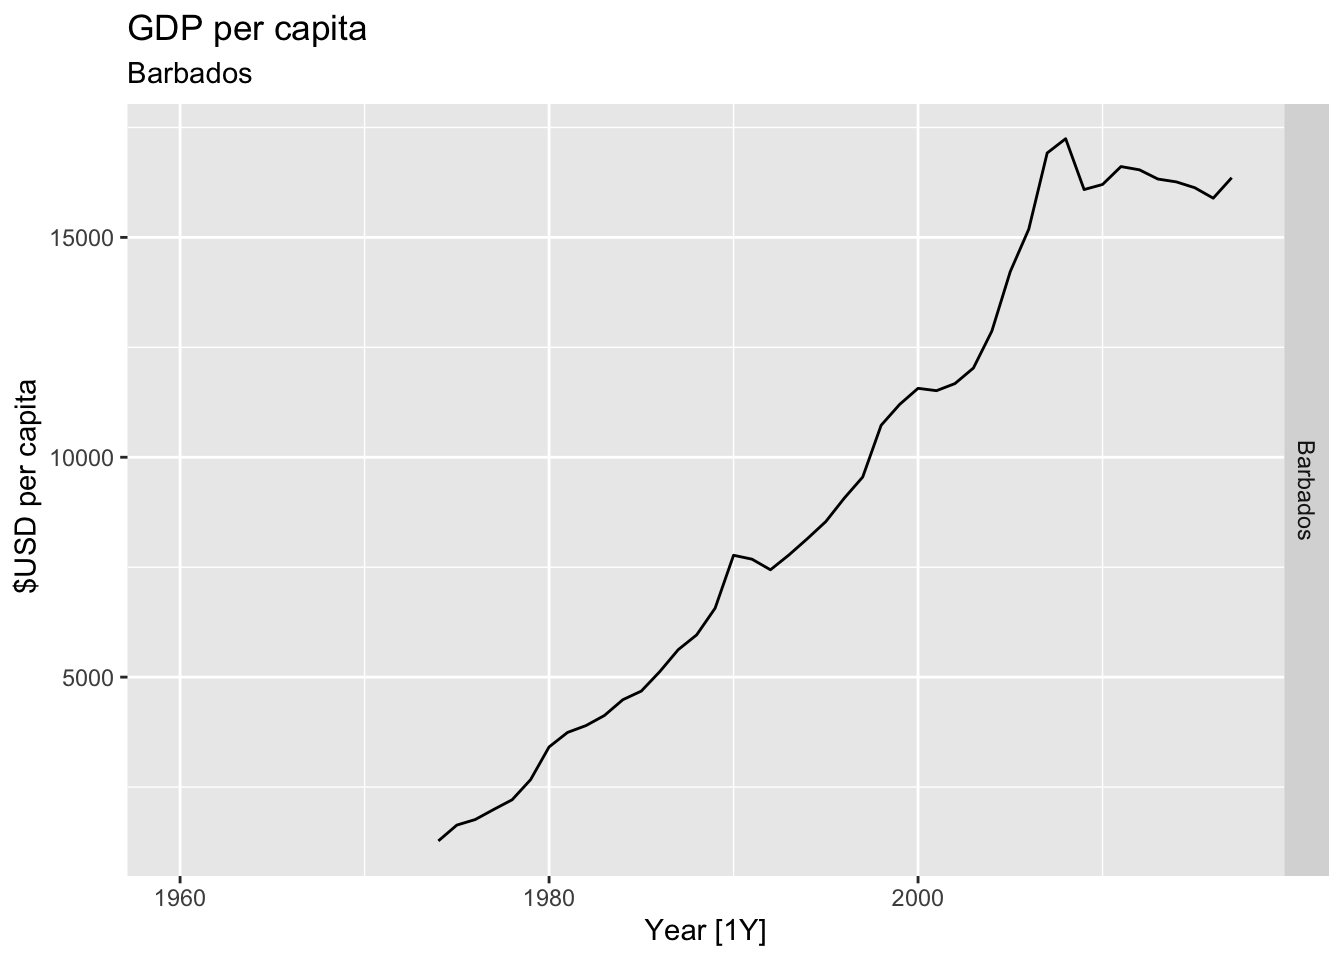 GDP per capita
Barbados
15000
10000
5000
$USD per capita
Barbados
1960
1980
2000
Year [1Y]